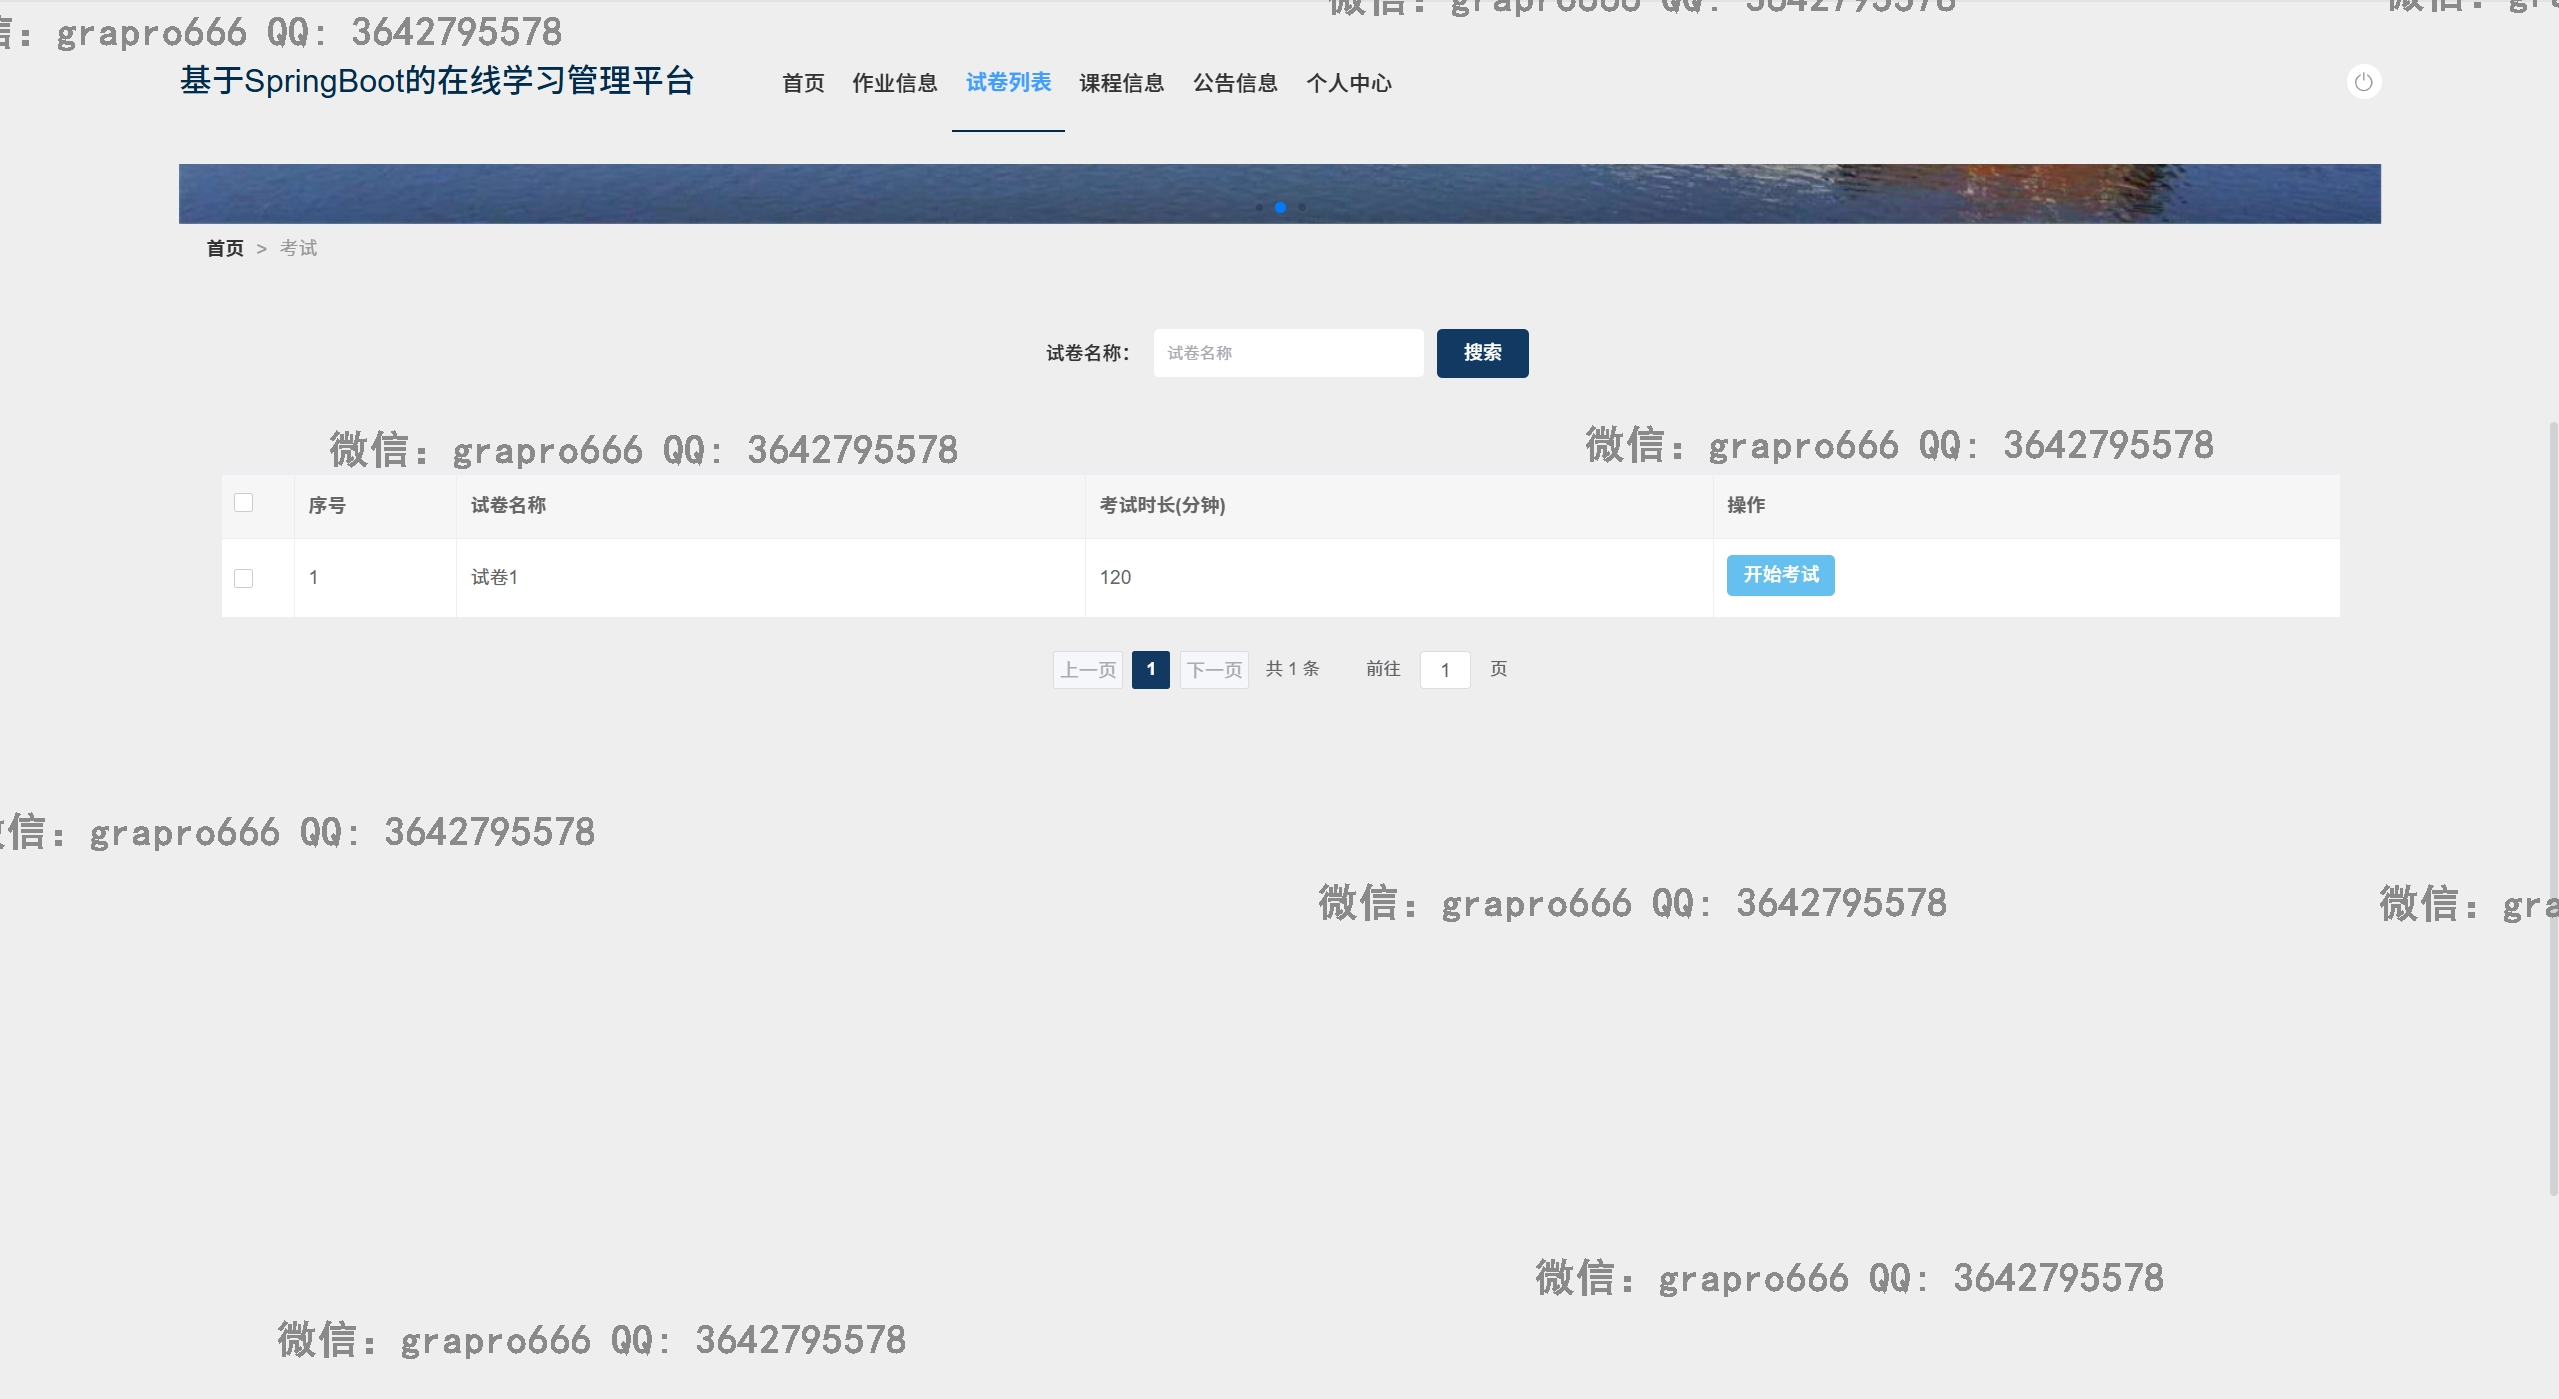 微信：grapro666 QQ: 3642795578
信：grapro666 QQ: 3642795578
基于SpringBoot的在线学习管理平台 首页 作业信息 试卷列表 课程信息 公告信息 个人中心
首页 > 考试
试卷名称： 试卷名称 搜索
微信：grapro666 QQ: 3642795578 微信：grapro666 QQ: 3642795578
序号 试卷名称 考试时长(分钟) 操作
1 试卷1 120 开始考试
上一页 1 下一页 共 1 条 前往 1 页
微信：grapro666 QQ: 3642795578
微信：grapro666 QQ: 3642795578 微信：gra
微信：grapro666 QQ: 3642795578
微信：grapro666 QQ: 3642795578